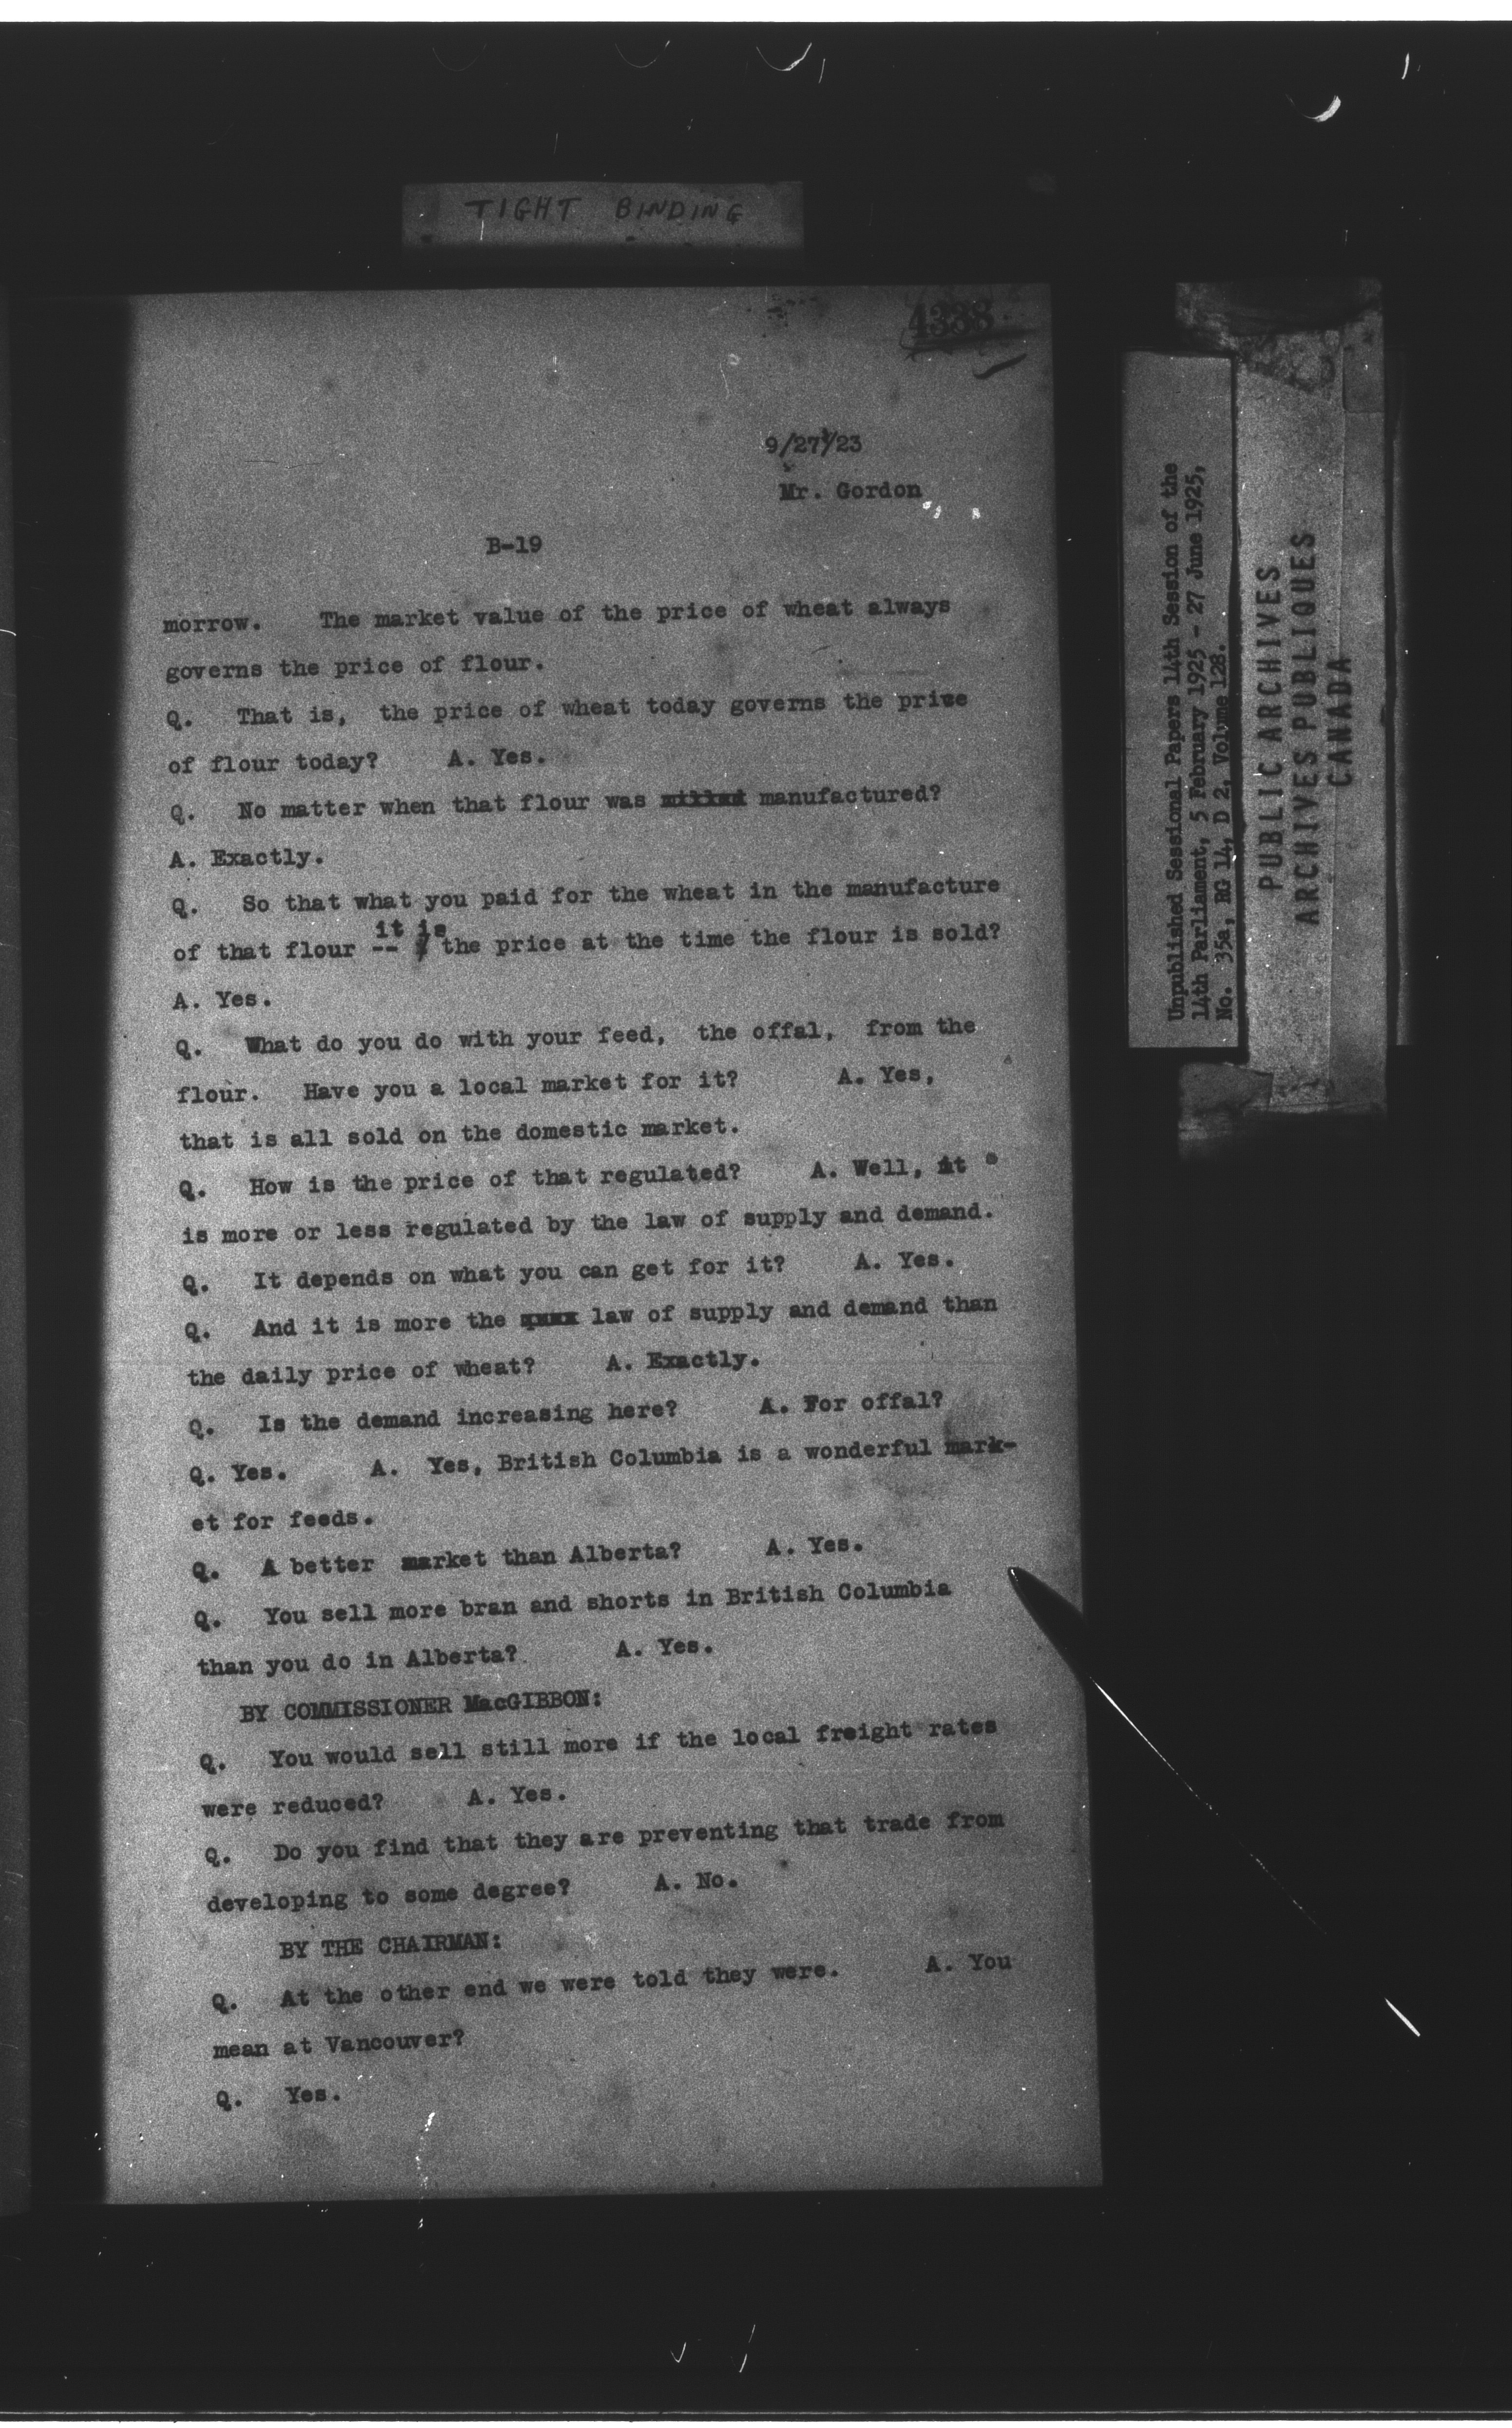 TIGHT BINDING
4338
9/27/23
Mr. Gordon
B-19
morrow. The market value of the price of wheat always
governs the price of flour.
Q. That is, the price of wheat today governs the prive
of flour today? A. Yes.
Q. No matter when that flour was milled manufactured?
A. Exactly.
Q. So that what you paid for the wheat in the manufacture
it is
of that flour -- the price at the time the flour is sold?
A. Yes.
Q. What do you do with your feed, the offal, from the
flour. Have you a local market for it? A. Yes,
that is all sold on the domestic market.
Q. How is the price of that regulated? A. Well, it
is more or less regulated by the law of supply and demand.
Q. It depends on what you can get for it? A. Yes.
Q. And it is more the law of supply and demand than
the daily price of wheat? A. Exactly.
Q. Is the demand increasing here? A. For offal?
Q. Yes. A. Yes, British Columbia is a wonderful mark-
et for feeds.
Q. A better market than Alberta? A. Yes.
Q. You sell more bran and shorts in British Columbia
than you do in Alberta? A. Yes.
BY COMMISSIONER MacGIBBON:
Q. You would sell still more if the local freight rates
were reduced? A. Yes.
Q. Do you find that they are preventing that trade from
developing to some degree? A. No.
BY THE CHAIRMAN:
Q. At the other end we were told they were. A. You
mean at Vancouver?
Q. Yes.
Unpublished Sessional Papers 14th Session of the
14th Parliament, 5 February 1925 - 27 June 1925,
No. 35a, RG 14, D 2, Volume 128.
PUBLIC ARCHIVES
ARCHIVES PUBLIQUES
CANADA